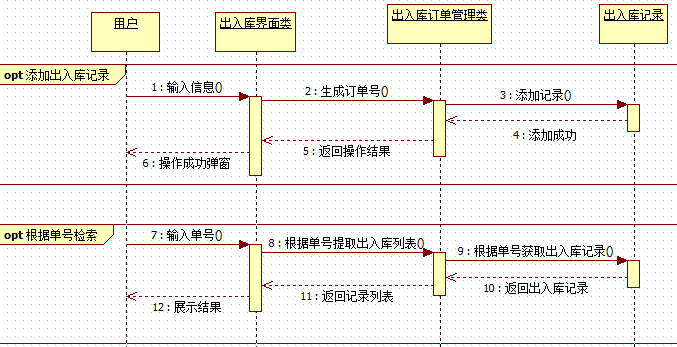 用户
出入库界面类
出入库订单管理类
出入库记录
opt 添加出入库记录
1 : 输入信息()
2 : 生成订单号()
3 : 添加记录()
4 : 添加成功
5 : 返回操作结果
6 : 操作成功弹窗
opt 根据单号检索
7 : 输入单号()
8 : 根据单号提取出入库列表()
9 : 根据单号获取出入库记录()
10 : 返回出入库记录
11 : 返回记录列表
12 : 展示结果